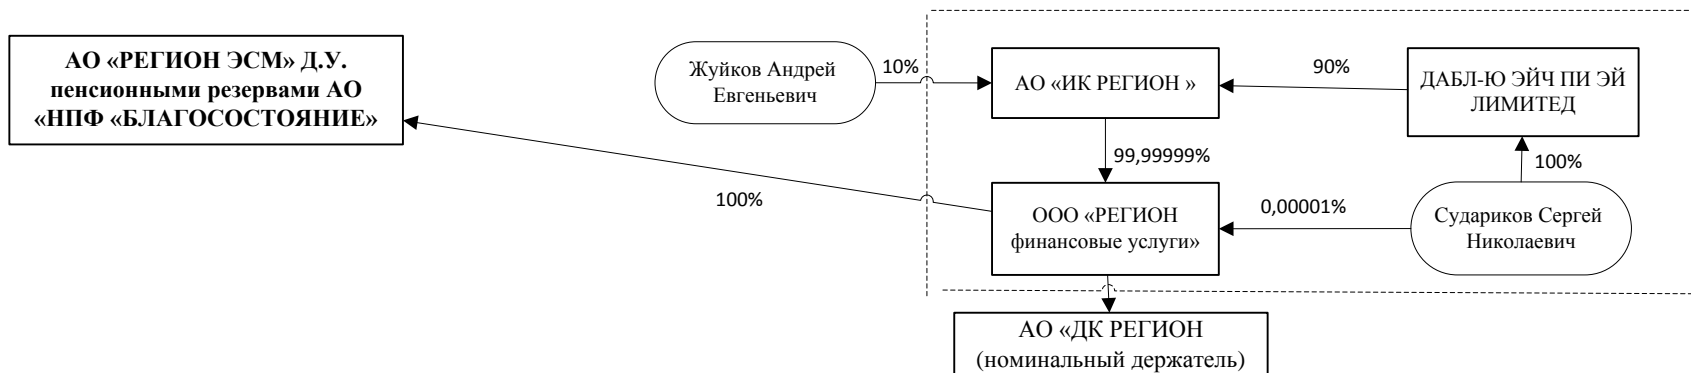 АО «РЕГИОН ЭСМ» Д.У.
пенсионными резервами АО
«НПФ «БЛАГОСОСТОЯНИЕ»
Жуйков Андрей
Евгеньевич
10%
АО «ИК РЕГИОН »
90%
ДАБЛ-Ю ЭЙЧ ПИ ЭЙ
ЛИМИТЕД
99,99999%
100%
100%
ООО «РЕГИОН
финансовые услуги»
0,00001%
Судариков Сергей
Николаевич
АО «ДК РЕГИОН
(номинальный держатель)